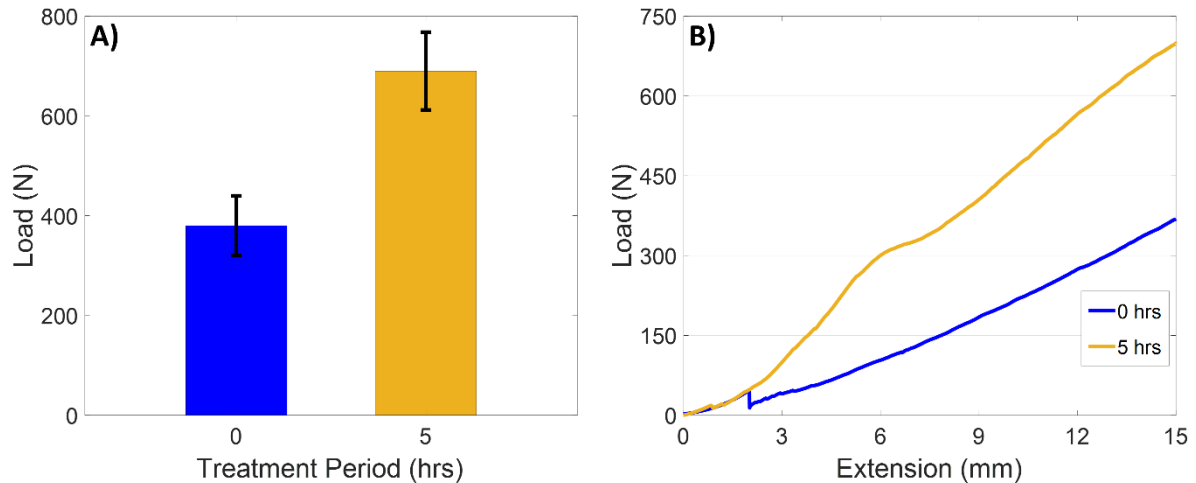 A)
800
600
400
200
0
Load (N)
0
5
Treatment Period (hrs)
B)
750
600
450
300
150
0
Load (N)
0 hrs
5 hrs
0
3
6
9
12
15
Extension (mm)